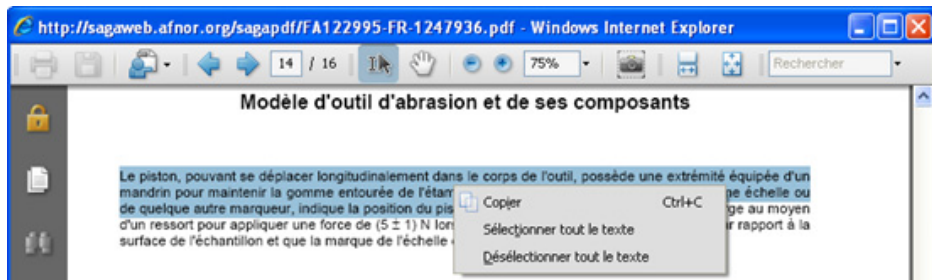 http://sagaweb.afnor.org/sagapdf/FA122995-FR-1247936.pdf - Windows Internet Explorer
14 / 16 75% Rechercher
Modèle d'outil d'abrasion et de ses composants
Le piston, pouvant se déplacer longitudinalement dans le corps de l'outil, possède une extrémité équipée d'un
mandrin pour maintenir la gomme entourée de l'étam ne échelle ou
de quelque autre marqueur, indique la position du pis ge au moyen
d'un ressort pour appliquer une force de (5 ± 1) N lors r rapport à la
surface de l'échantillon et que la marque de l'échelle
Copier Ctrl+C
Sélectionner tout le texte
Désélectionner tout le texte